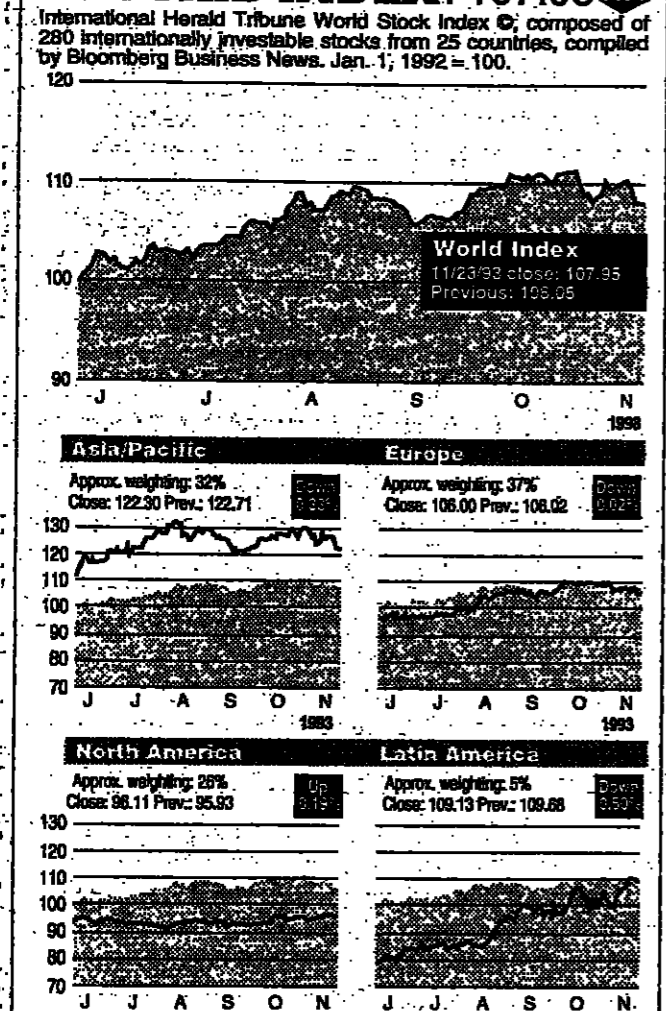 International Herald Tribune World Stock Index ©, composed of
280 internationally investable stocks from 25 countries, compiled
by Bloomberg Business News. Jan. 1, 1992 = 100.
120
110
100
90
World Index
11/23/93 close: 107.95
Previous: 108.05
J J A S O N
1993
Asia/Pacific
Approx. weighting: 32%
Close: 122.30 Prev.: 122.71
Down
Europe
Approx. weighting: 37%
Close: 106.00 Prev.: 106.02
Down
130
120
110
100
90
80
70
J J A S O N
1993
J J A S O N
1993
North America
Approx. weighting: 26%
Close: 96.11 Prev.: 95.93
Up
Latin America
Approx. weighting: 5%
Close: 109.13 Prev.: 109.68
Down
130
120
110
100
90
80
70
J J A S O N
J J A S O N